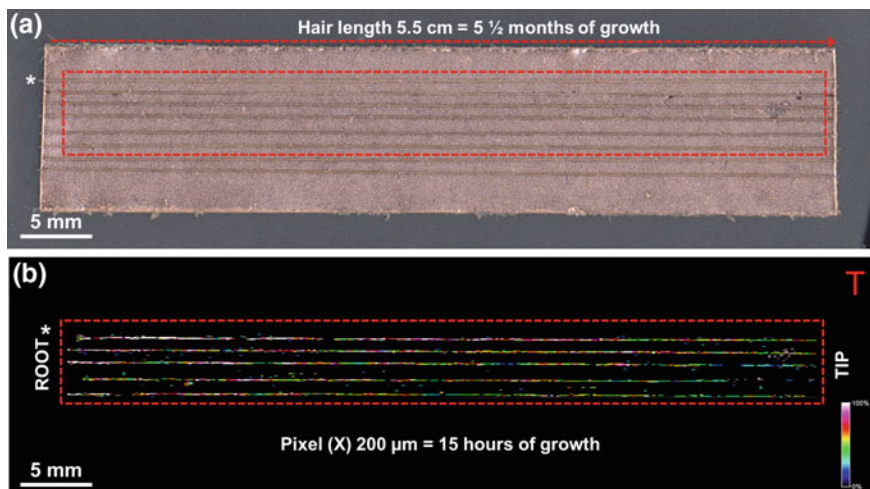 (a)
Hair length 5.5 cm = 5 ½ months of growth
*
5 mm
(b)
T
ROOT *
TIP
100%
0%
Pixel (X) 200 µm = 15 hours of growth
5 mm